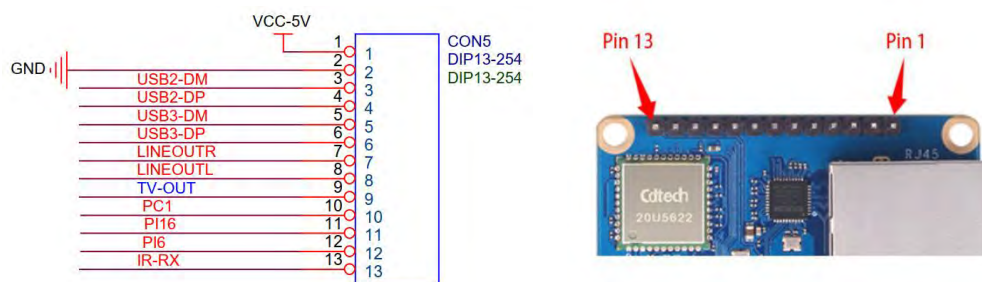 VCC-5V
GND
1
2
USB2-DM 3
USB2-DP 4
USB3-DM 5
USB3-DP 6
LINEOUTR 7
LINEOUTL 8
TV-OUT 9
PC1 10
PI16 11
PI6 12
IR-RX 13
1
2
3
4
5
6
7
8
9
10
11
12
13
CON5
DIP13-254
DIP13-254
Pin 13
Pin 1
RJ45
Cdtech
20U5622